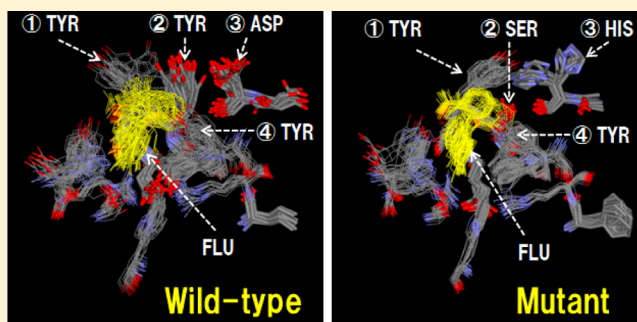 ① TYR ② TYR ③ ASP
④ TYR
FLU
Wild-type
① TYR ② SER ③ HIS
④ TYR
FLU
Mutant